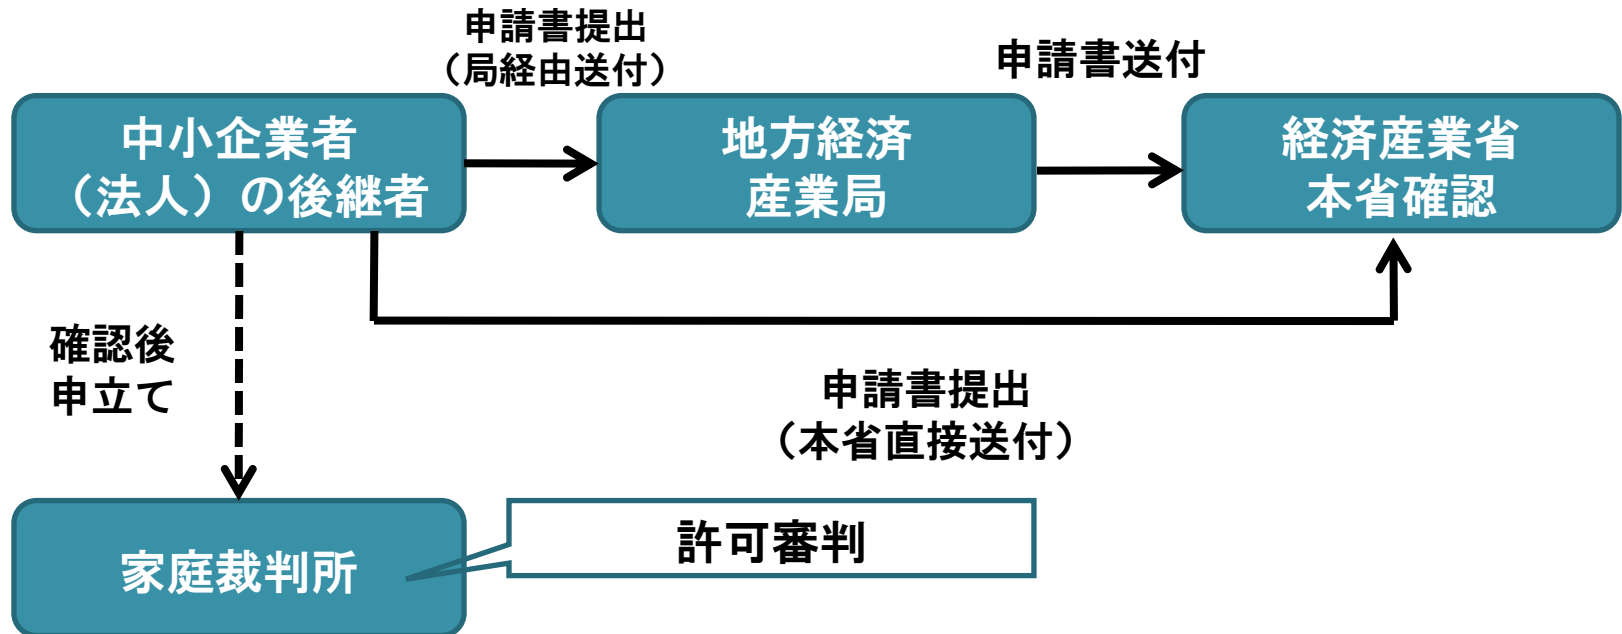 申請書提出
（局経由送付）
申請書送付
中小企業者
（法人）の後継者
地方経済
産業局
経済産業省
本省確認
確認後
申立て
申請書提出
（本省直接送付）
許可審判
家庭裁判所